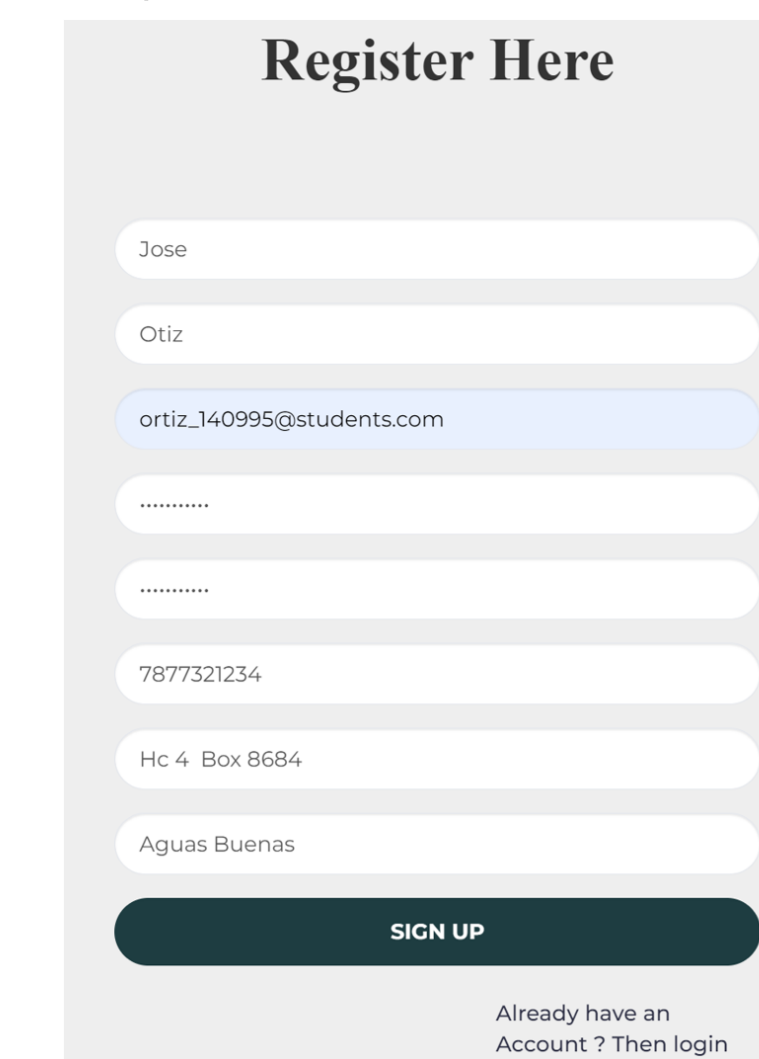 Register Here
Jose
Otiz
ortiz_140995@students.com
...........
...........
7877321234
Hc 4  Box 8684
Aguas Buenas
SIGN UP
Already have an
Account ? Then login